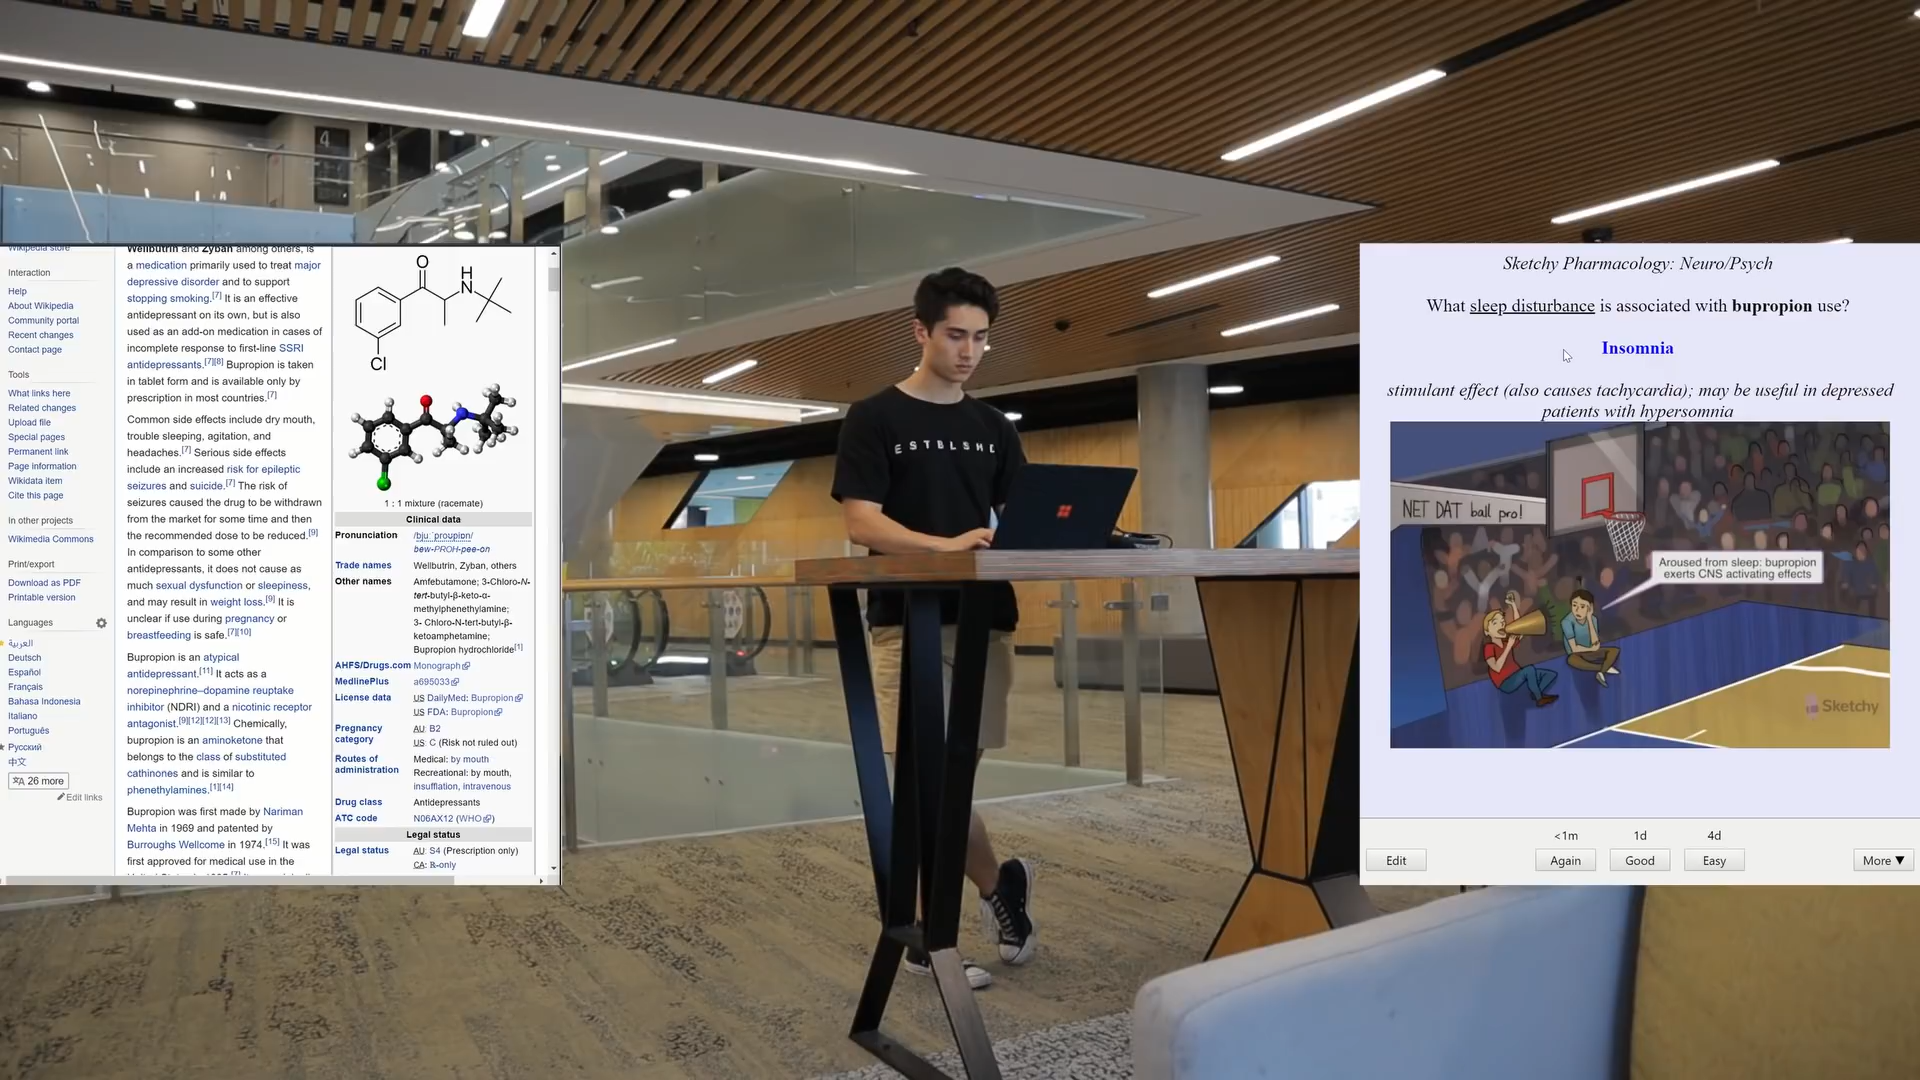 4
Wikipedia store
Interaction
Help
About Wikipedia
Community portal
Recent changes
Contact page
Tools
What links here
Related changes
Upload file
Special pages
Permanent link
Page information
Wikidata item
Cite this page
In other projects
Wikimedia Commons
Print/export
Download as PDF
Printable version
Languages
العربية
Deutsch
Español
Français
Bahasa Indonesia
Italiano
Português
Русский
中文
26 more
Edit links
Wellbutrin and Zyban among others, is
a medication primarily used to treat major
depressive disorder and to support
stopping smoking.[7] It is an effective
antidepressant on its own, but is also
used as an add-on medication in cases of
incomplete response to first-line SSRI
antidepressants.[7][8] Bupropion is taken
in tablet form and is available only by
prescription in most countries.[7]
Common side effects include dry mouth,
trouble sleeping, agitation, and
headaches.[7] Serious side effects
include an increased risk for epileptic
seizures and suicide.[7] The risk of
seizures caused the drug to be withdrawn
from the market for some time and then
the recommended dose to be reduced.[9]
In comparison to some other
antidepressants, it does not cause as
much sexual dysfunction or sleepiness,
and may result in weight loss.[9] It is
unclear if use during pregnancy or
breastfeeding is safe.[7][10]
Bupropion is an atypical
antidepressant.[11] It acts as a
norepinephrine–dopamine reuptake
inhibitor (NDRI) and a nicotinic receptor
antagonist.[9][12][12][13] Chemically,
bupropion is an aminoketone that
belongs to the class of substituted
cathinones and is similar to
phenethylamines.[1][14]
Bupropion was first made by Nariman
Mehta in 1969 and patented by
Burroughs Wellcome in 1974.[15] It was
first approved for medical use in the
O
H
N
Cl
1 : 1 mixture (racemate)
Clinical data
Pronunciation /bjuːˈproʊpiɒn/
bew-PROH-pee-on
Trade names Wellbutrin, Zyban, others
Other names Amfebutamone; 3-Chloro-N-
tert-butyl-β-keto-α-
methylphenethylamine;
3- Chloro-N-tert-butyl-β-
ketoamphetamine;
Bupropion hydrochloride[1]
AHFS/Drugs.com Monograph
MedlinePlus a695033
License data US DailyMed: Bupropion
US FDA: Bupropion
Pregnancy category AU: B2
US: C (Risk not ruled out)
Routes of administration Medical: by mouth
Recreational: by mouth,
insufflation, intravenous
Drug class Antidepressants
ATC code N06AX12 (WHO)
Legal status
Legal status AU: S4 (Prescription only)
CA: ℞-only
ESTBLSHD
Sketchy Pharmacology: Neuro/Psych
What sleep disturbance is associated with bupropion use?
Insomnia
stimulant effect (also causes tachycardia); may be useful in depressed
patients with hypersomnia
NET DAT ball pro!
Aroused from sleep: bupropion
exerts CNS activating effects
Sketchy
<1m 1d 4d
Edit Again Good Easy More ▼